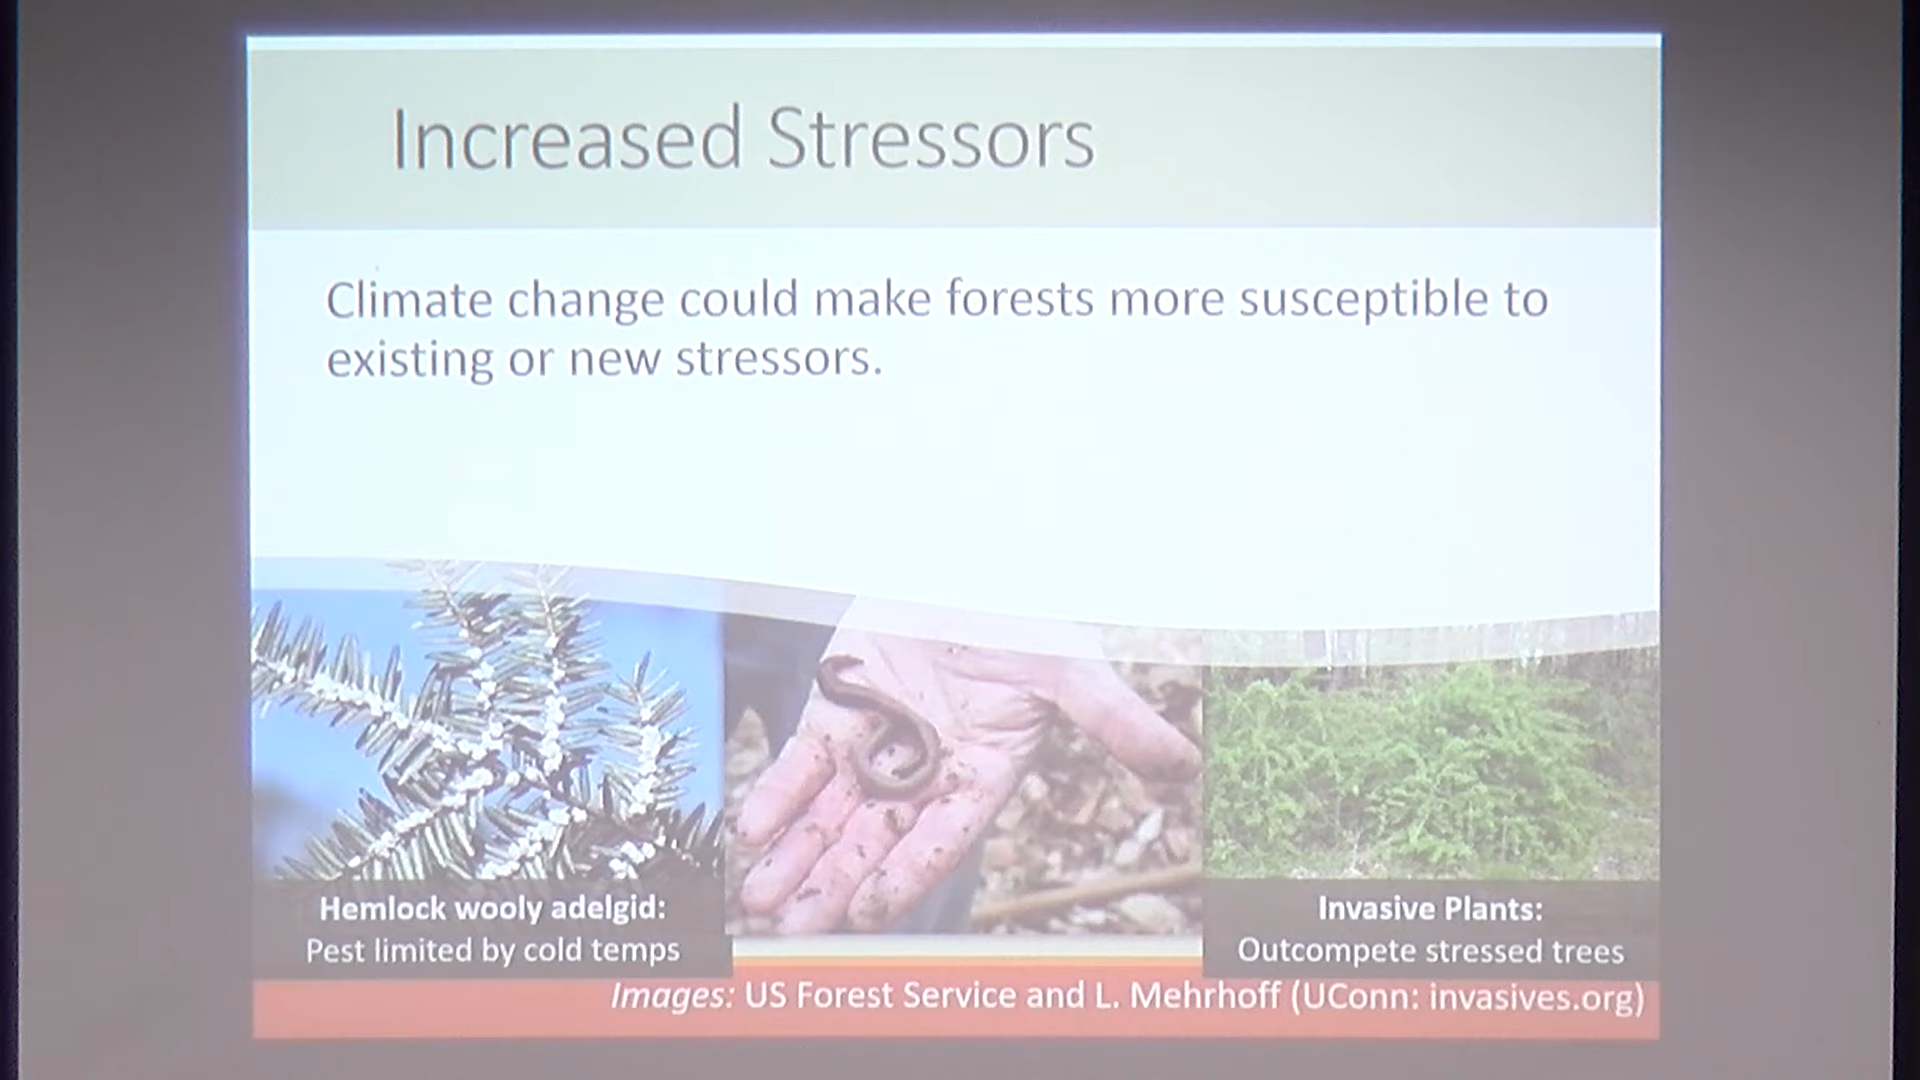 Increased Stressors
Climate change could make forests more susceptible to
existing or new stressors.
Hemlock wooly adelgid:
Pest limited by cold temps
Invasive Plants:
Outcompete stressed trees
Images: US Forest Service and L. Mehrhoff (UConn: invasives.org)